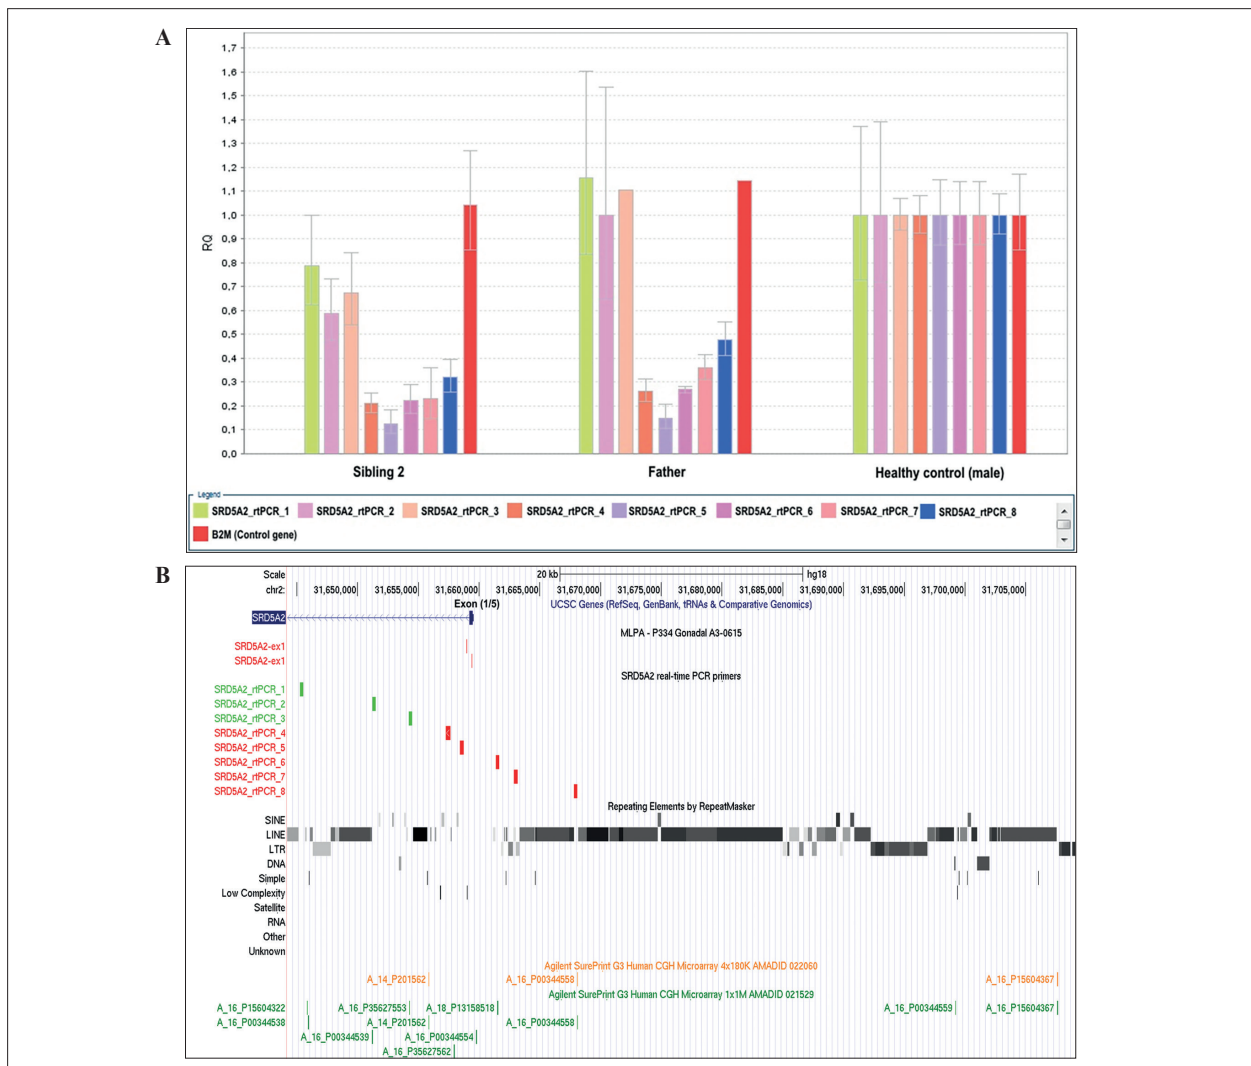 A
1,7
1,6
1,5
1,4
1,3
1,2
1,1
1,0
0,9
0,8
0,7
0,6
0,5
0,4
0,3
0,2
0,1
0,0
RQ
Sibling 2 Father Healthy control (male)
Legend
SRD5A2_rtPCR_1 SRD5A2_rtPCR_2 SRD5A2_rtPCR_3 SRD5A2_rtPCR_4 SRD5A2_rtPCR_5 SRD5A2_rtPCR_6 SRD5A2_rtPCR_7 SRD5A2_rtPCR_8
B2M (Control gene)
B
Scale 20 kb hg18
chr2: 31,650,000 31,655,000 31,660,000 31,665,000 31,670,000 31,675,000 31,680,000 31,685,000 31,690,000 31,695,000 31,700,000 31,705,000
Exon (1/5) UCSC Genes (RefSeq, GenBank, tRNAs & Comparative Genomics)
SRD5A2
MLPA - P334 Gonadal A3-0615
SRD5A2-ex1
SRD5A2-ex1
SRD5A2 real-time PCR primers
SRD5A2_rtPCR_1
SRD5A2_rtPCR_2
SRD5A2_rtPCR_3
SRD5A2_rtPCR_4
SRD5A2_rtPCR_5
SRD5A2_rtPCR_6
SRD5A2_rtPCR_7
SRD5A2_rtPCR_8
Repeating Elements by RepeatMasker
SINE
LINE
LTR
DNA
Simple
Low Complexity
Satellite
RNA
Other
Unknown
Agilent SurePrint G3 Human CGH Microarray 4x180K AMADID 022060
A_14_P201562 A_16_P00344558 A_16_P15604367
Agilent SurePrint G3 Human CGH Microarray 1x1M AMADID 021529
A_16_P15604322 A_16_P35627553 A_18_P13158518 A_16_P00344559 A_16_P15604367
A_16_P00344538 A_14_P201562 A_16_P00344558
A_16_P00344539 A_16_P00344554
A_16_P35627562